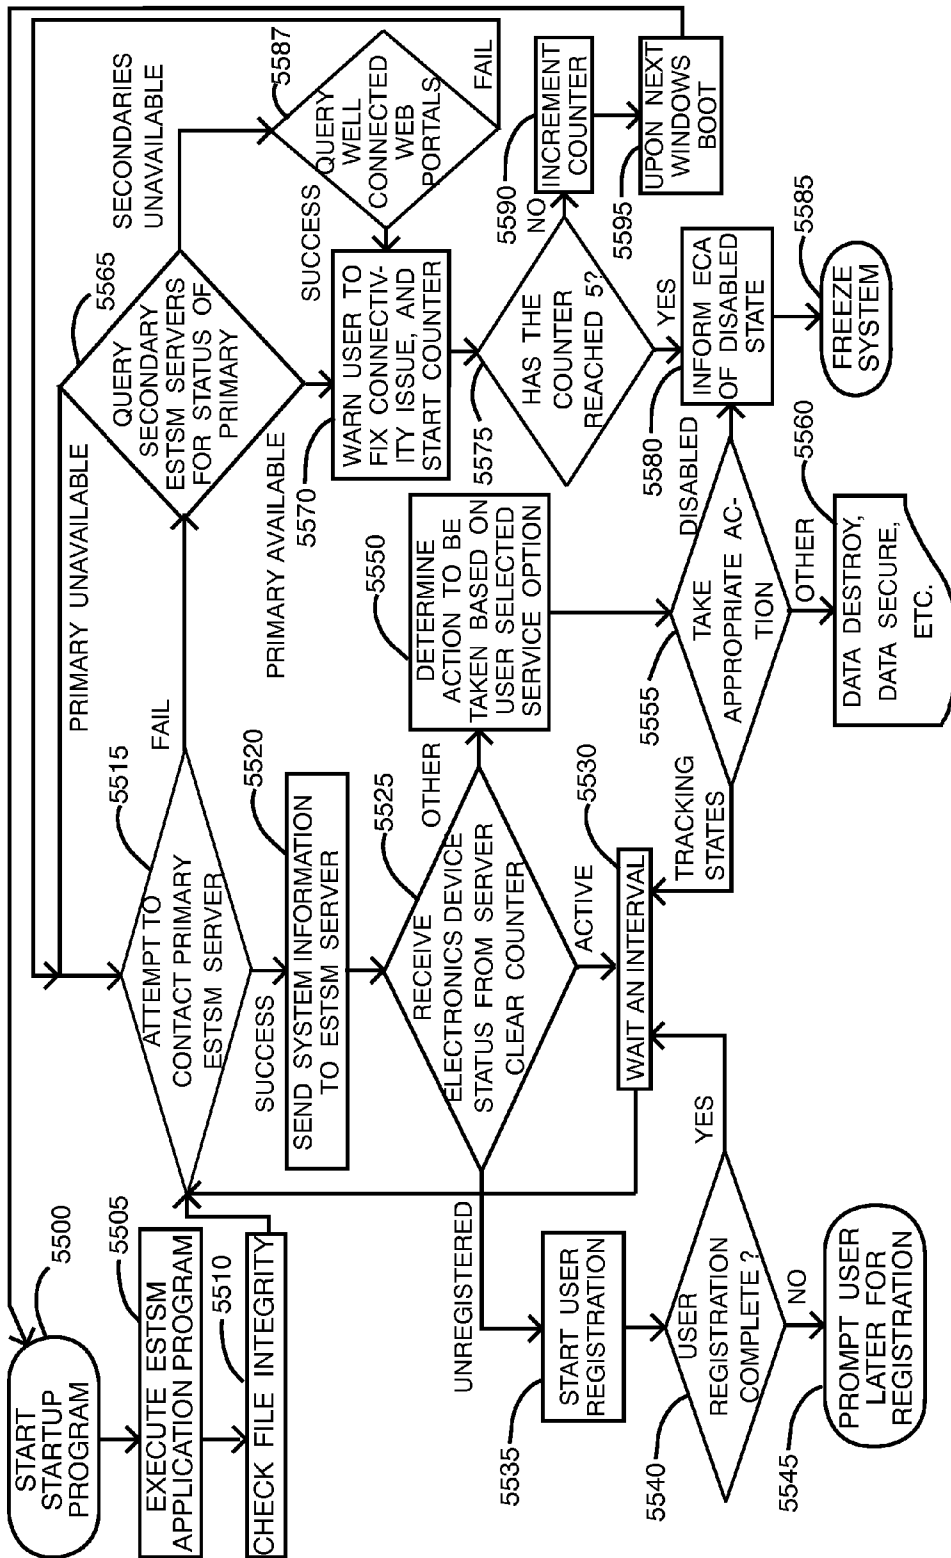 START
STARTUP
PROGRAM
5500
EXECUTE ESTSM
APPLICATION PROGRAM
5505
CHECK FILE INTEGRITY
5510
ATTEMPT TO
CONTACT PRIMARY
ESTSM SERVER
5515
FAIL
SUCCESS
PRIMARY UNAVAILABLE
QUERY
SECONDARY
ESTSM SERVERS
FOR STATUS OF
PRIMARY
5565
SECONDARIES
UNAVAILABLE
QUERY
WELL
CONNECTED
WEB
PORTALS
5587
FAIL
SUCCESS
PRIMARY AVAILABLE
SEND SYSTEM INFORMATION
TO ESTSM SERVER
5520
WARN USER TO
FIX CONNECTIV-
ITY ISSUE, AND
START COUNTER
5570
RECEIVE
ELECTRONICS DEVICE
STATUS FROM SERVER
CLEAR COUNTER
5525
UNREGISTERED
OTHER
ACTIVE
DETERMINE
ACTION TO BE
TAKEN BASED ON
USER SELECTED
SERVICE OPTION
5550
HAS THE
COUNTER
REACHED 5?
5575
NO
YES
INCREMENT
COUNTER
5590
UPON NEXT
WINDOWS
BOOT
5595
START USER
REGISTRATION
5535
WAIT AN INTERVAL
5530
USER
REGISTRATION
COMPLETE ?
5540
YES
NO
TRACKING
STATES
TAKE
APPROPRIATE AC-
TION
5555
DISABLED
OTHER
INFORM ECA
OF DISABLED
STATE
5580
FREEZE
SYSTEM
5585
PROMPT USER
LATER FOR
REGISTRATION
5545
DATA DESTROY,
DATA SECURE,
ETC.
5560